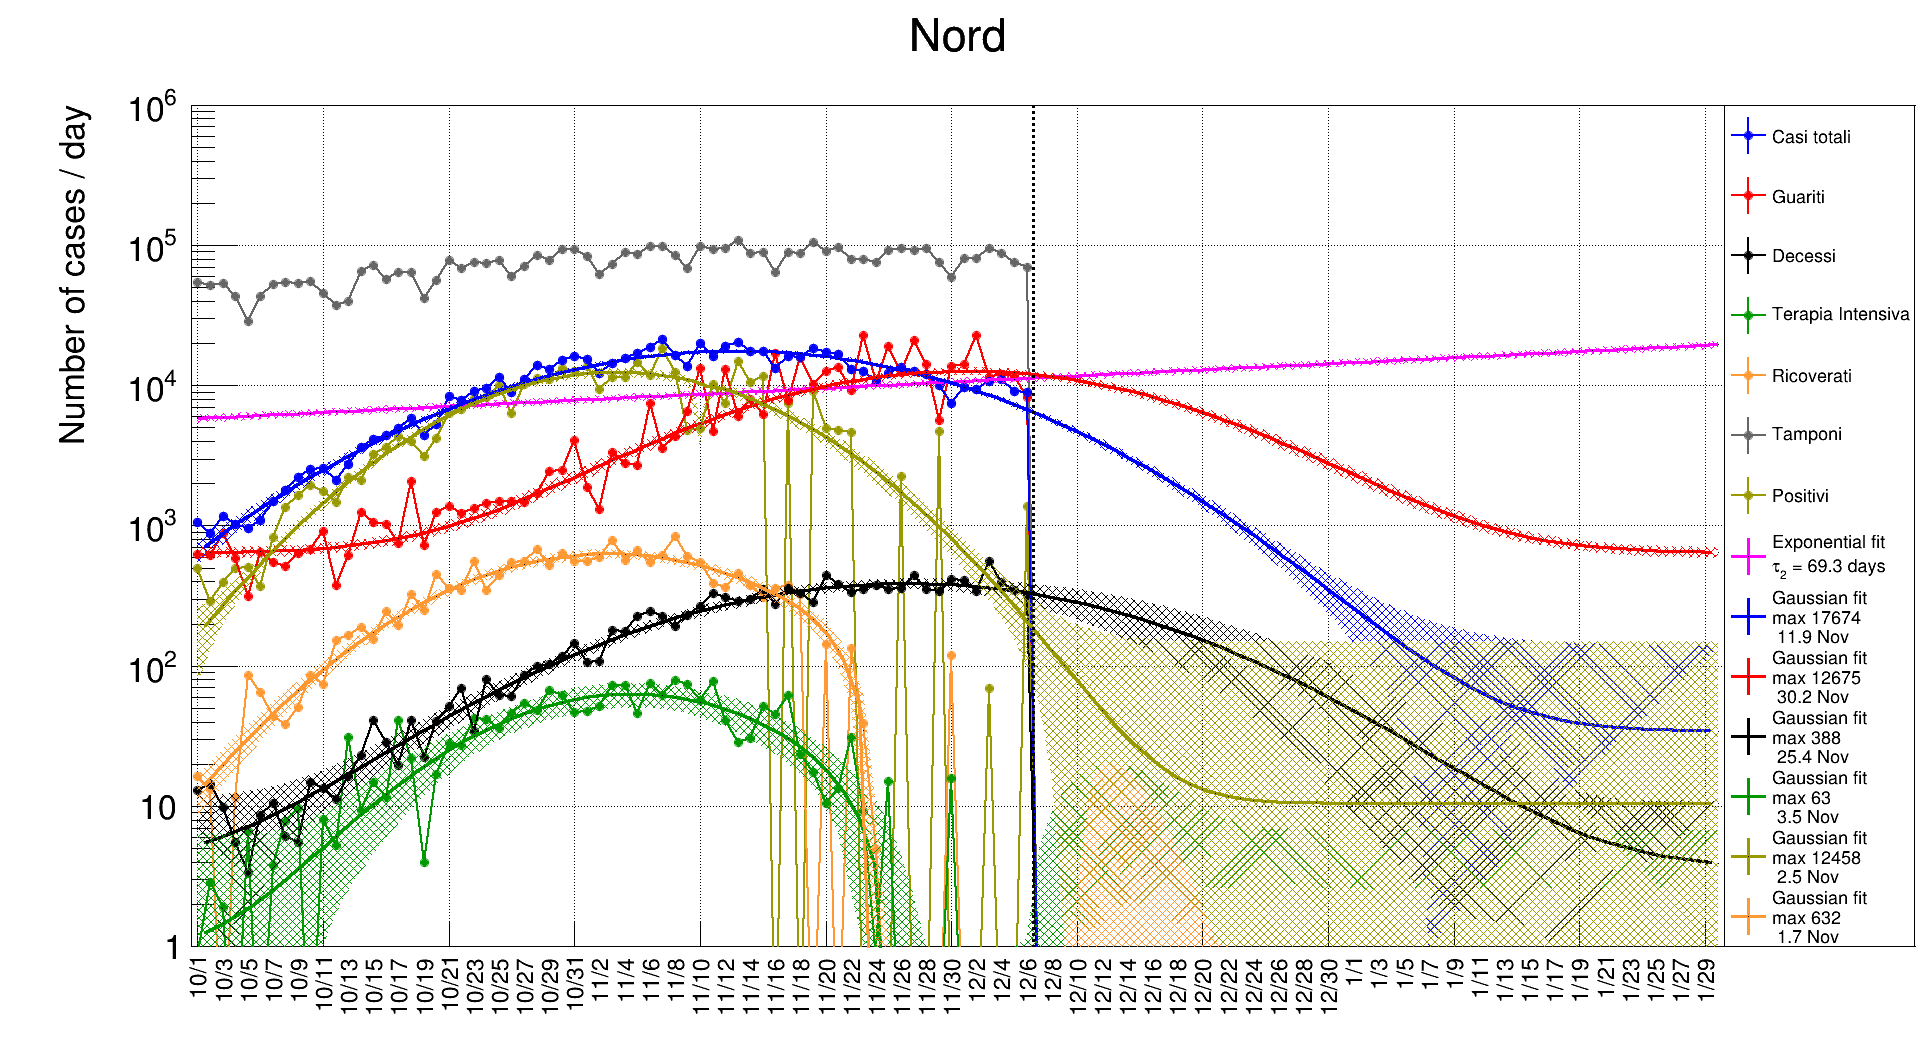 Nord
Number of cases / day
10^6
10^5
10^4
10^3
10^2
10
1
10/1 10/3 10/5 10/7 10/9 10/11 10/13 10/15 10/17 10/19 10/21 10/23 10/25 10/27 10/29 10/31 11/2 11/4 11/6 11/8 11/10 11/12 11/14 11/16 11/18 11/20 11/22 11/24 11/26 11/28 11/30 12/2 12/4 12/6 12/8 12/10 12/12 12/14 12/16 12/18 12/20 12/22 12/24 12/26 12/28 12/30 1/1 1/3 1/5 1/7 1/9 1/11 1/13 1/15 1/17 1/19 1/21 1/23 1/25 1/27 1/29
Casi totali
Guariti
Decessi
Terapia Intensiva
Ricoverati
Tamponi
Positivi
Exponential fit
τ₂ = 69.3 days
Gaussian fit
max 17674
11.9 Nov
Gaussian fit
max 12675
30.2 Nov
Gaussian fit
max 388
25.4 Nov
Gaussian fit
max 63
3.5 Nov
Gaussian fit
max 12458
2.5 Nov
Gaussian fit
max 632
1.7 Nov